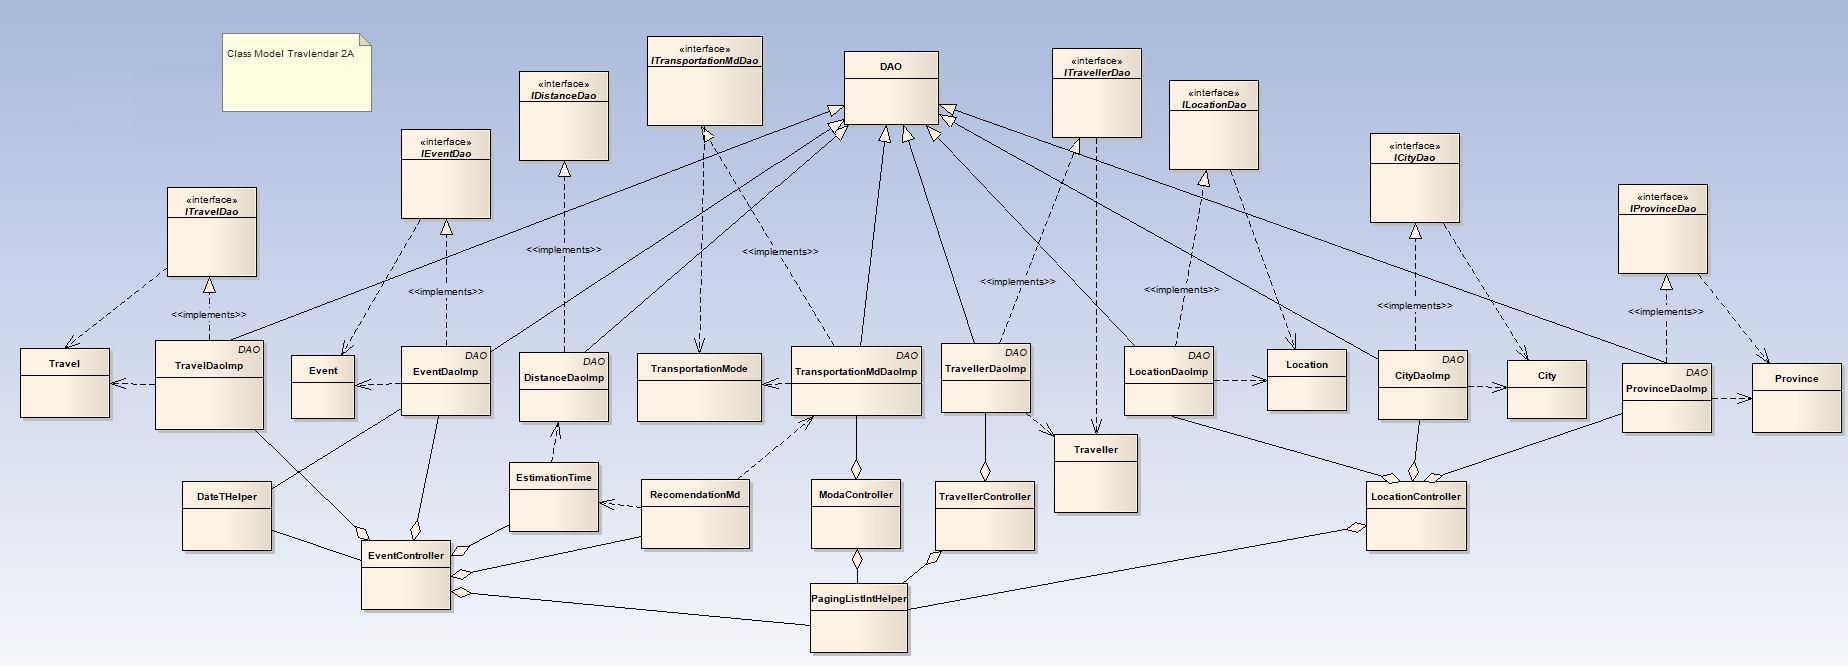 Class Model Travlendar 2A
«interface»
ITransportationMdDao
DAO
«interface»
ITravellerDao
«interface»
IDistanceDao
«interface»
ILocationDao
«interface»
IEventDao
«interface»
ICityDao
«interface»
ITravelDao
«interface»
IProvinceDao
<<implements>>
<<implements>>
<<implements>>
<<implements>>
<<implements>>
<<implements>>
<<implements>>
<<implements>>
Travel
DAO
TravelDaoImp
Event
DAO
EventDaoImp
DAO
DistanceDaoImp
TransportationMode
DAO
TransportationMdDaoImp
DAO
TravellerDaoImp
DAO
LocationDaoImp
Location
DAO
CityDaoImp
City
DAO
ProvinceDaoImp
Province
Traveller
DateTHelper
EstimationTime
RecomendationMd
ModaController
TravellerController
LocationController
EventController
PagingListIntHelper